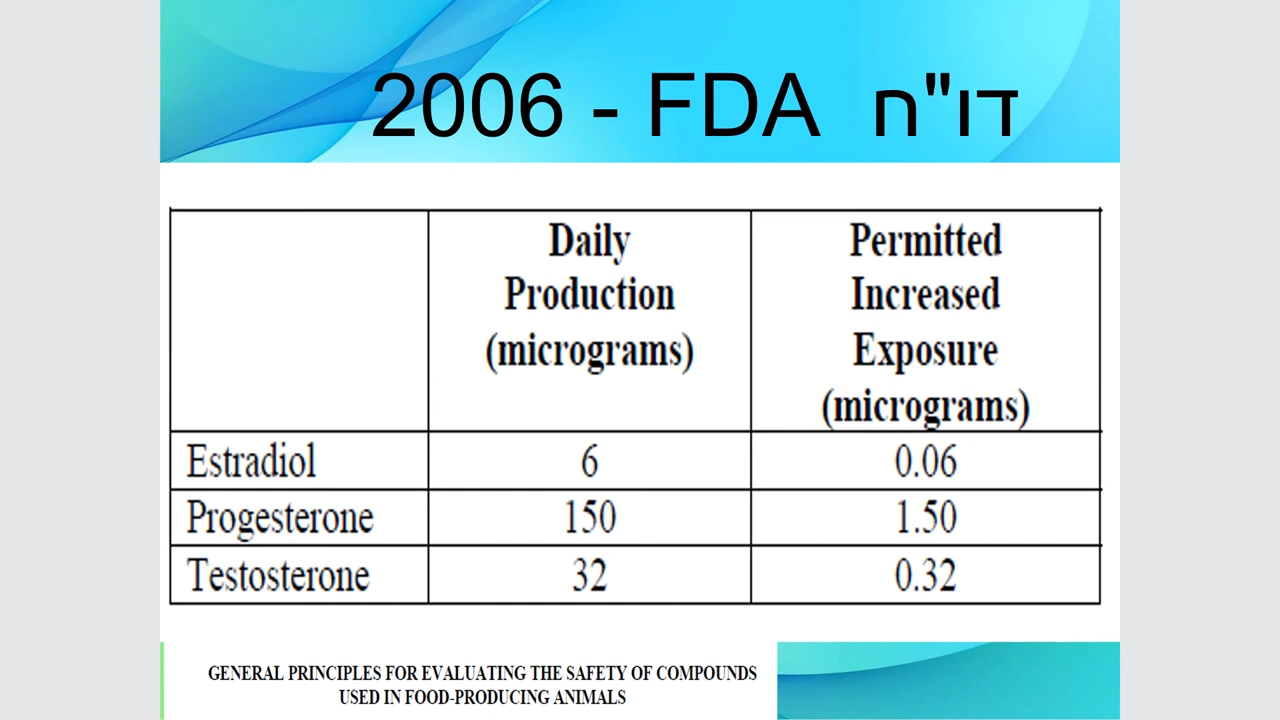 דו"ח FDA - 2006
Daily Production (micrograms) Permitted Increased Exposure (micrograms)
Estradiol 6 0.06
Progesterone 150 1.50
Testosterone 32 0.32
GENERAL PRINCIPLES FOR EVALUATING THE SAFETY OF COMPOUNDS
USED IN FOOD-PRODUCING ANIMALS